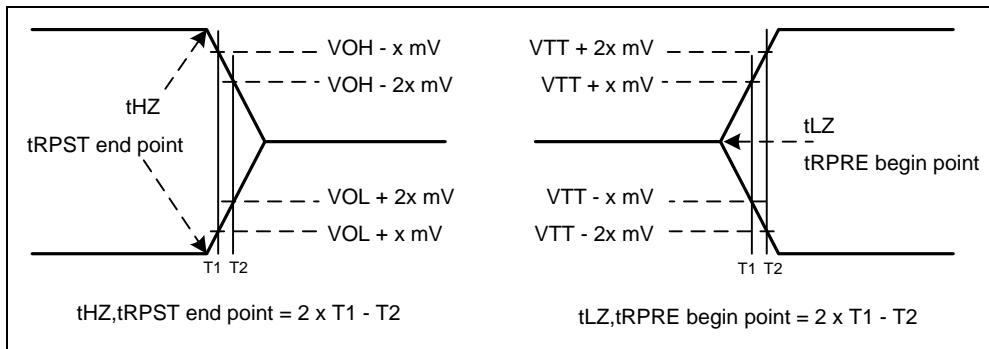 VOH - x mV
VOH - 2x mV
tHZ
tRPST end point
VOL + 2x mV
VOL + x mV
T1 T2
tHZ,tRPST end point = 2 x T1 - T2
VTT + 2x mV
VTT + x mV
tLZ
tRPRE begin point
VTT - x mV
VTT - 2x mV
T1 T2
tLZ,tRPRE begin point = 2 x T1 - T2